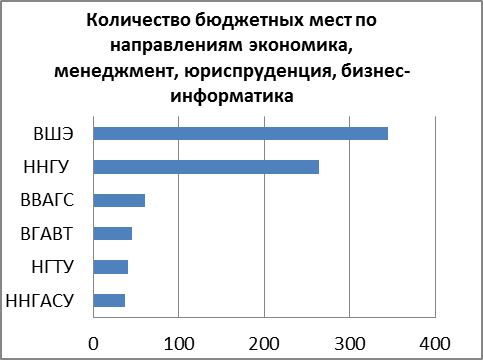 Количество бюджетных мест по
направлениям экономика,
менеджмент, юриспруденция, бизнес-
информатика
ВШЭ
ННГУ
ВВАГС
ВГАВТ
НГТУ
ННГАСУ
0 100 200 300 400